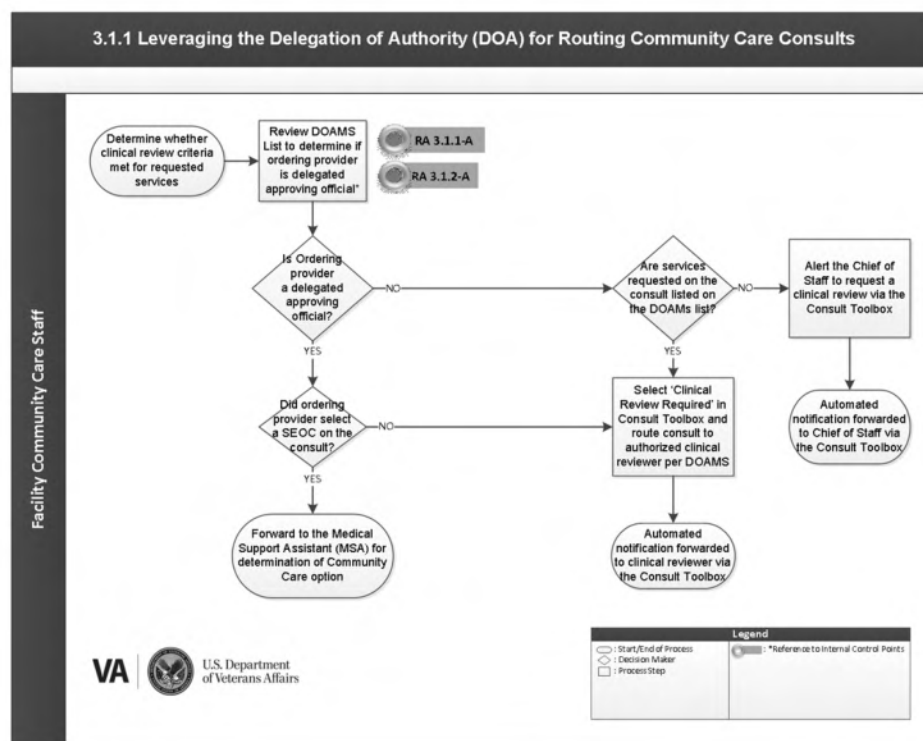 3.1.1 Leveraging the Delegation of Authority (DOA) for Routing Community Care Consults
Facility Community Care Staff
Determine whether
clinical review criteria
met for requested
services
Review DOAMS
List to determine if
ordering provider
is delegated
approving official*
RA 3.1.1-A
RA 3.1.2-A
Is Ordering
provider
a delegated
approving
official?
NO
Are services
requested on the
consult listed on
the DOAMs list?
NO
Alert the Chief of
Staff to request a
clinical review via the
Consult Toolbox
YES
YES
Did ordering
provider select
a SEOC on the
consult?
NO
Select 'Clinical
Review Required' in
Consult Toolbox and
route consult to
authorized clinical
reviewer per DOAMS
Automated
notification forwarded
to Chief of Staff via
the Consult Toolbox
YES
Forward to the Medical
Support Assistant (MSA) for
determination of Community
Care option
Automated
notification forwarded
to clinical reviewer via
the Consult Toolbox
VA
U.S. Department
of Veterans Affairs
Legend
: Start/End of Process
: Decision Maker
: Process Step
: *Reference to Internal Control Points